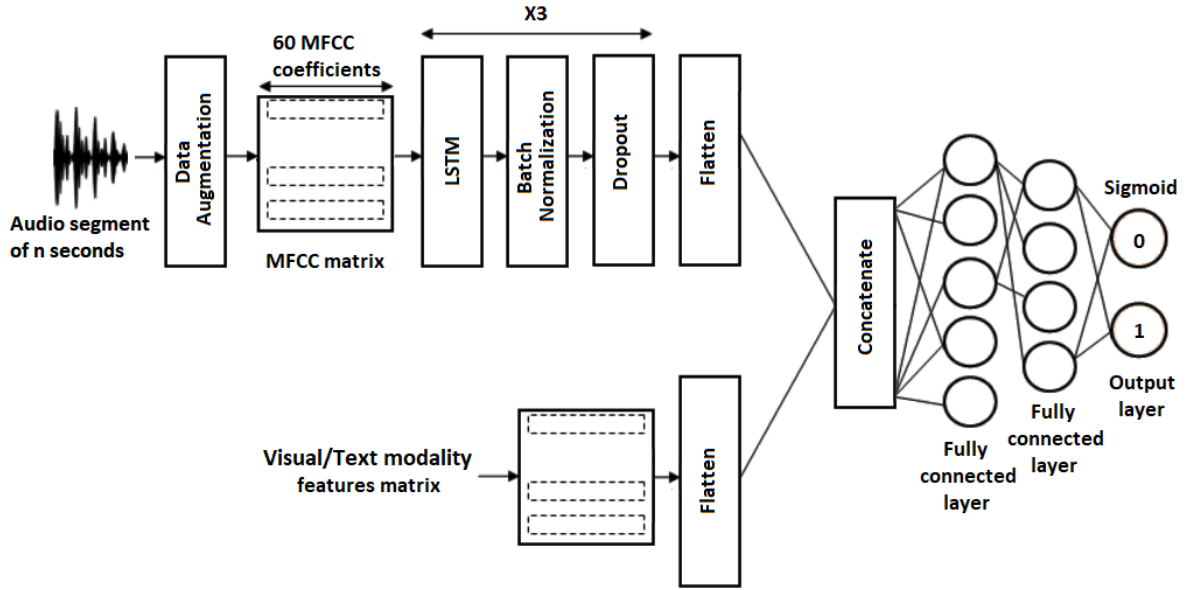 X3
60 MFCC
coefficients
Audio segment
of n seconds
Data
Augmentation
MFCC matrix
LSTM
Batch
Normalization
Dropout
Flatten
Visual/Text modality
features matrix
Flatten
Concatenate
Fully
connected
layer
Fully
connected
layer
Sigmoid
0
1
Output
layer